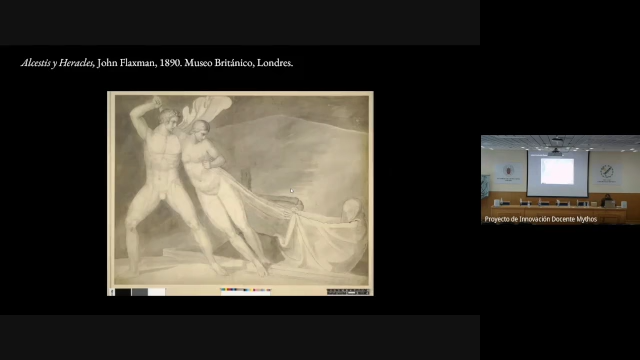 Alcestis y Heracles, John Flaxman, 1890. Museo Británico, Londres.
Proyecto de Innovación Docente Mythos